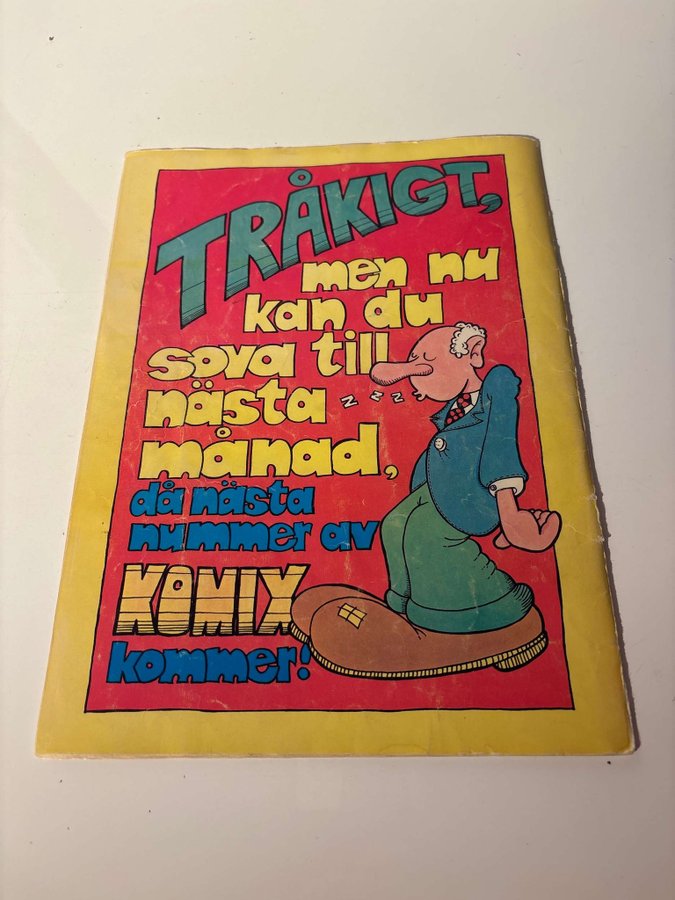 TRÅKIGT,
men nu
kan du
sova till
nästa
månad,
z z z z
då nästa
nummer av
KOMIX
kommer!